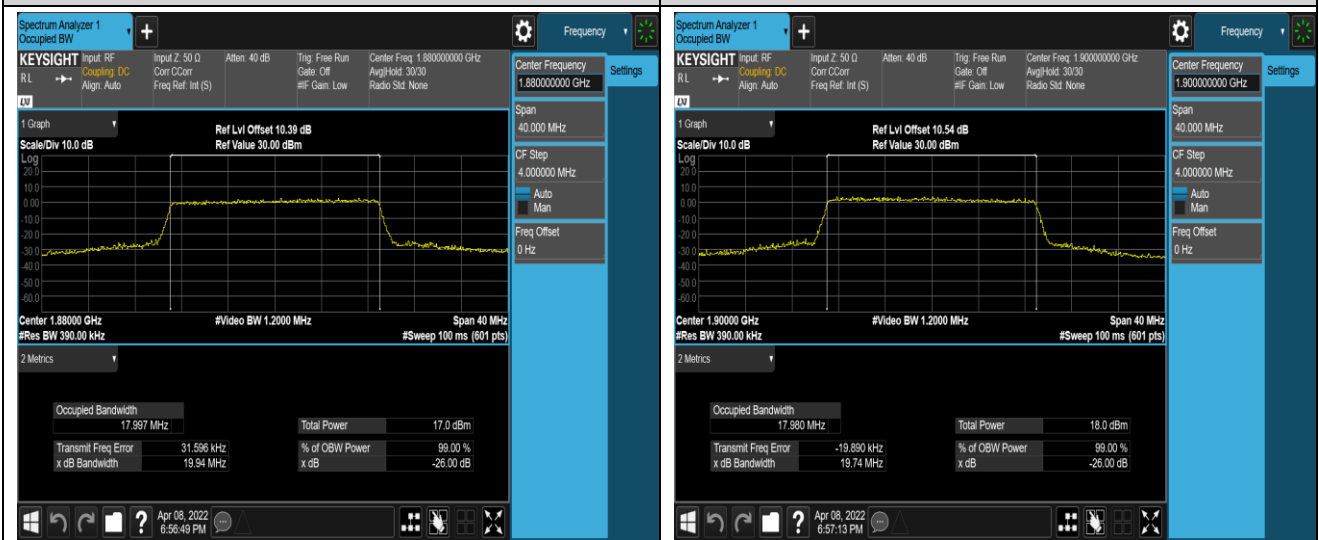 Spectrum Analyzer 1
Occupied BW
+
Frequency
KEYSIGHT
RL
LXI
Input: RF
Coupling: DC
Align: Auto
Input Z: 50 Ω
Corr CCorr
Freq Ref: Int (S)
Atten: 40 dB
Trig: Free Run
Gate: Off
#IF Gain: Low
Center Freq: 1.880000000 GHz
Avg|Hold: 30/30
Radio Std: None
Center Frequency
1.880000000 GHz
Settings
Span
40.000 MHz
CF Step
4.000000 MHz
Auto
Man
Freq Offset
0 Hz
1 Graph
Ref Lvl Offset 10.39 dB
Scale/Div 10.0 dB
Ref Value 30.00 dBm
Log
20.0
10.0
0.00
-10.0
-20.0
-30.0
-40.0
-50.0
-60.0
Center 1.88000 GHz
#Video BW 1.2000 MHz
Span 40 MHz
#Res BW 390.00 kHz
#Sweep 100 ms (601 pts)
2 Metrics
Occupied Bandwidth
17.997 MHz
Total Power 17.0 dBm
Transmit Freq Error 31.596 kHz
% of OBW Power 99.00 %
x dB Bandwidth 19.94 MHz
x dB -26.00 dB
?
Apr 08, 2022
6:56:49 PM
Spectrum Analyzer 1
Occupied BW
+
Frequency
KEYSIGHT
RL
LXI
Input: RF
Coupling: DC
Align: Auto
Input Z: 50 Ω
Corr CCorr
Freq Ref: Int (S)
Atten: 40 dB
Trig: Free Run
Gate: Off
#IF Gain: Low
Center Freq: 1.900000000 GHz
Avg|Hold: 30/30
Radio Std: None
Center Frequency
1.900000000 GHz
Settings
Span
40.000 MHz
CF Step
4.000000 MHz
Auto
Man
Freq Offset
0 Hz
1 Graph
Ref Lvl Offset 10.54 dB
Scale/Div 10.0 dB
Ref Value 30.00 dBm
Log
20.0
10.0
0.00
-10.0
-20.0
-30.0
-40.0
-50.0
-60.0
Center 1.90000 GHz
#Video BW 1.2000 MHz
Span 40 MHz
#Res BW 390.00 kHz
#Sweep 100 ms (601 pts)
2 Metrics
Occupied Bandwidth
17.980 MHz
Total Power 18.0 dBm
Transmit Freq Error -19.890 kHz
% of OBW Power 99.00 %
x dB Bandwidth 19.74 MHz
x dB -26.00 dB
?
Apr 08, 2022
6:57:13 PM